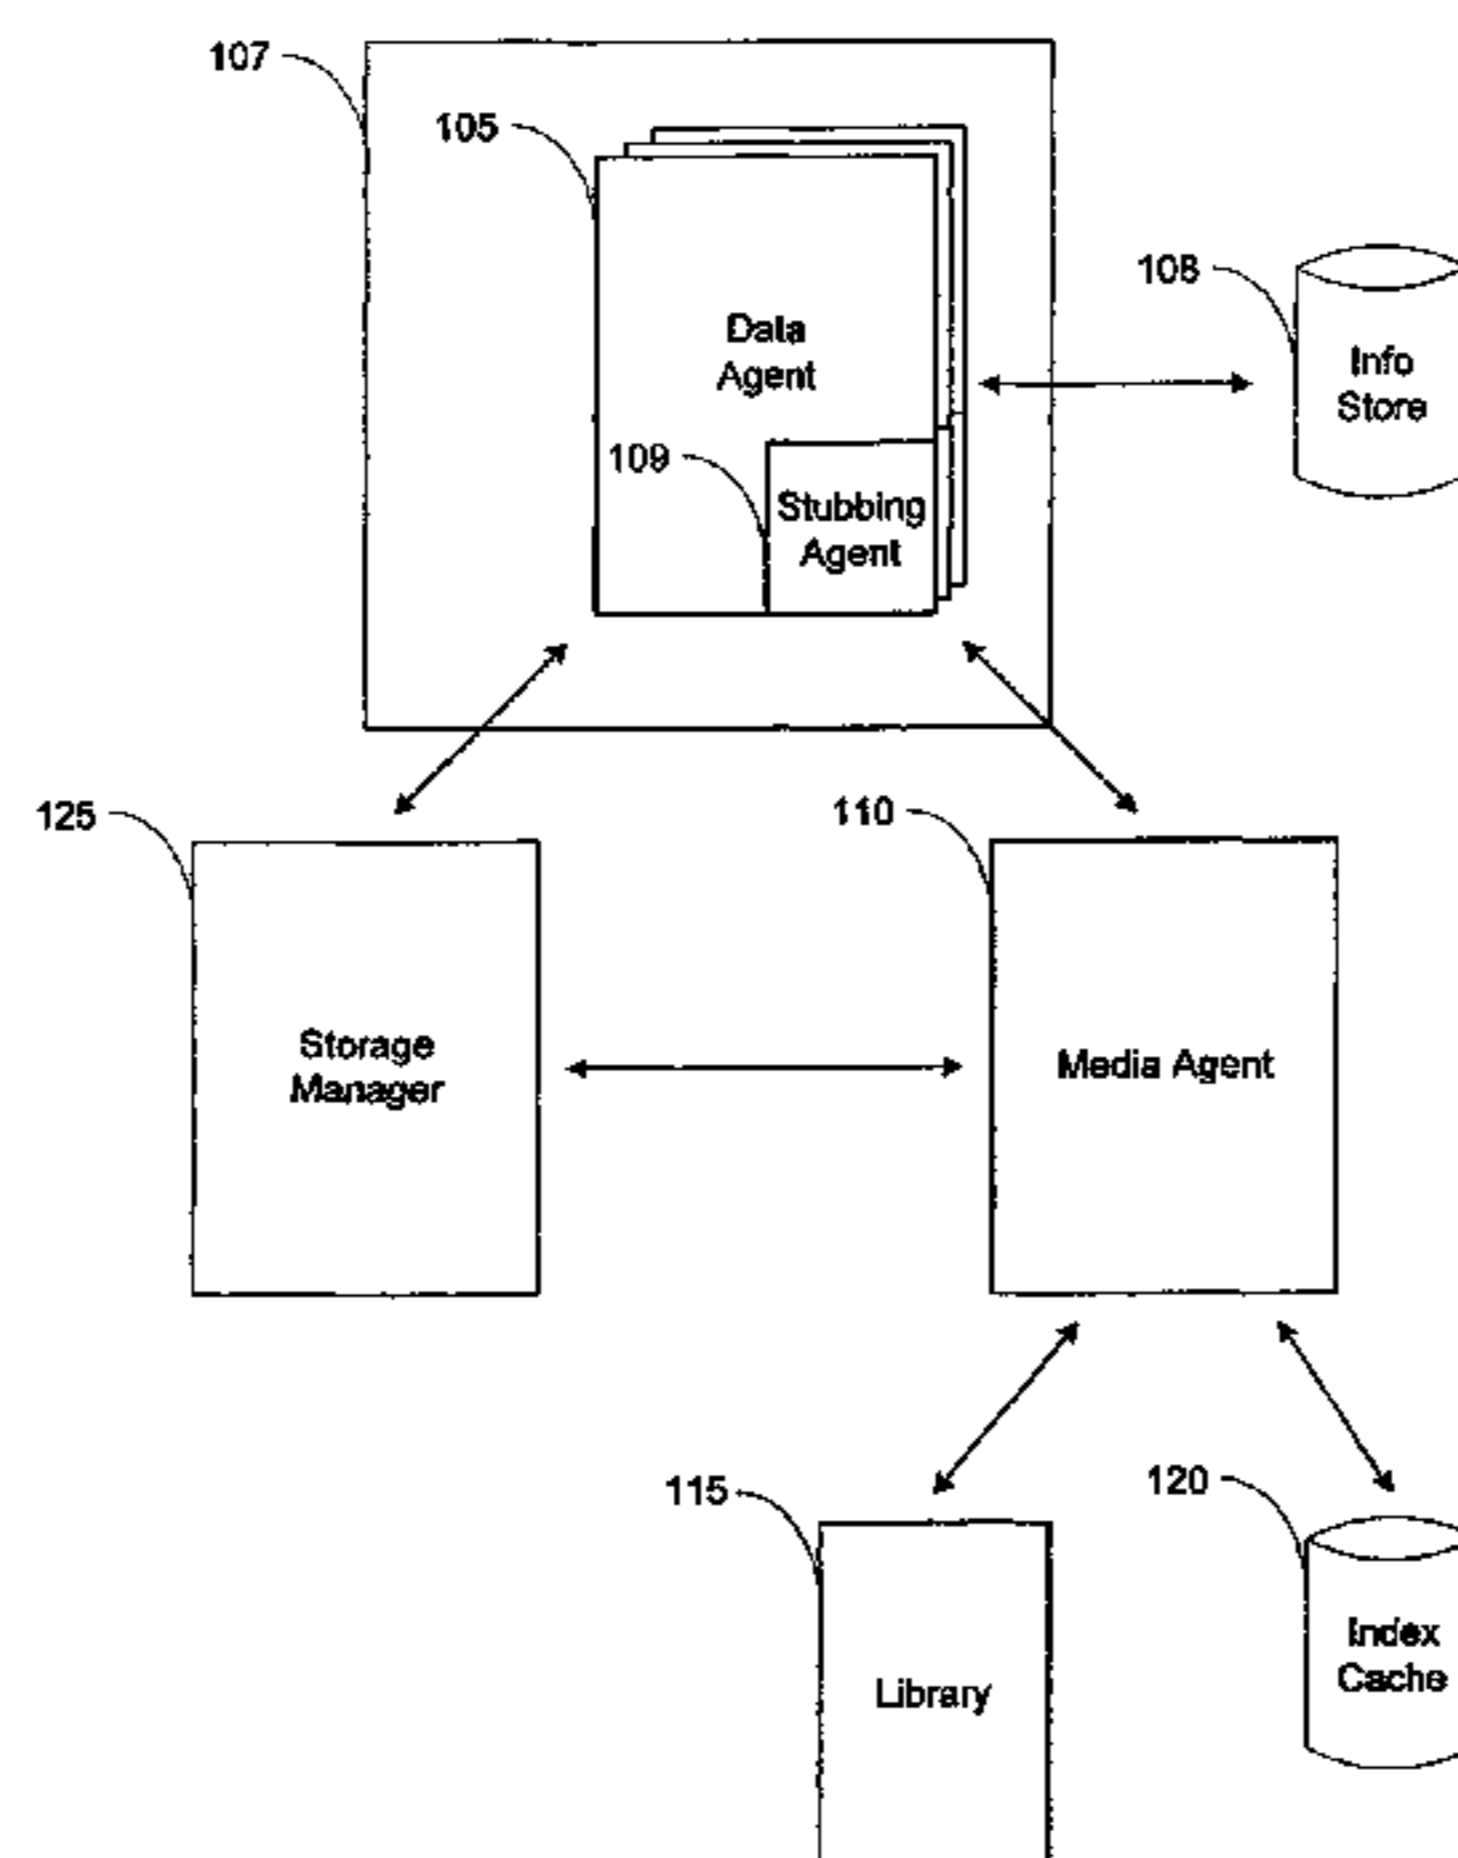 107
105
108
Data
Agent
Info
Store
109
Stubbing
Agent
125
110
Storage
Manager
Media Agent
115
120
Index
Cache
Library